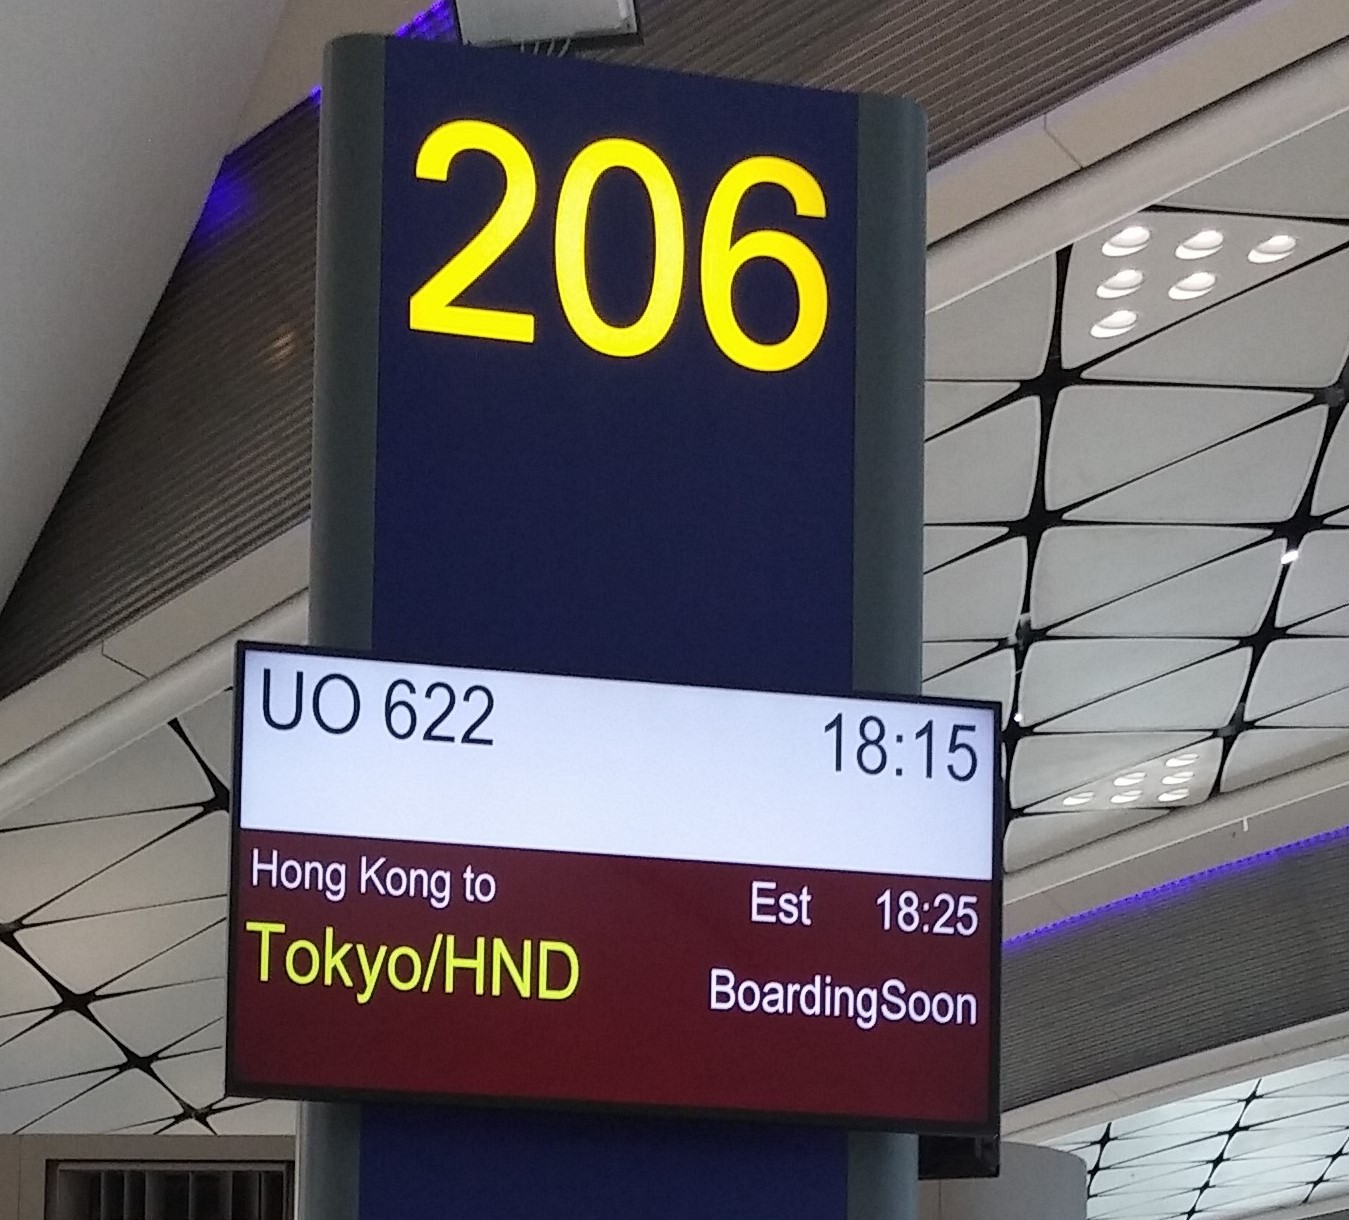 206
UO 622 18:15
Hong Kong to Est 18:25
Tokyo/HND BoardingSoon